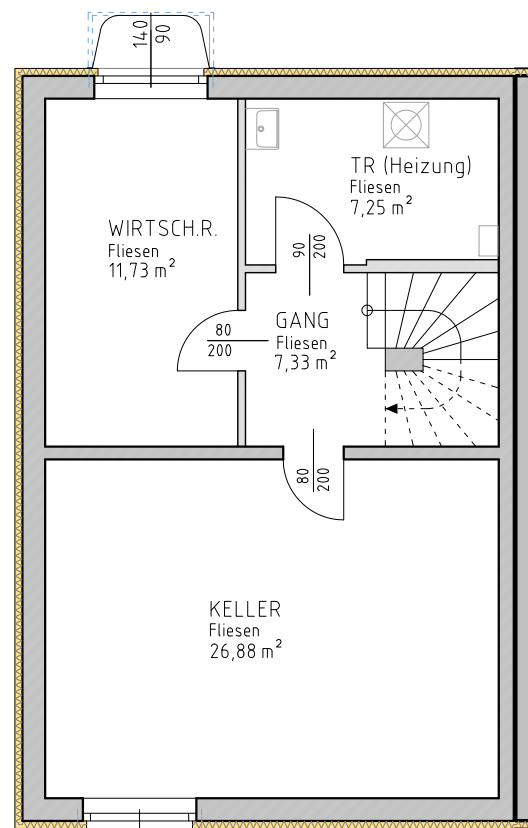 140
90
TR (Heizung)
Fliesen
7,25 m²
WIRTSCH.R.
Fliesen
11,73 m²
90
200
GANG
Fliesen
7,33 m²
80
200
80
200
KELLER
Fliesen
26,88 m²